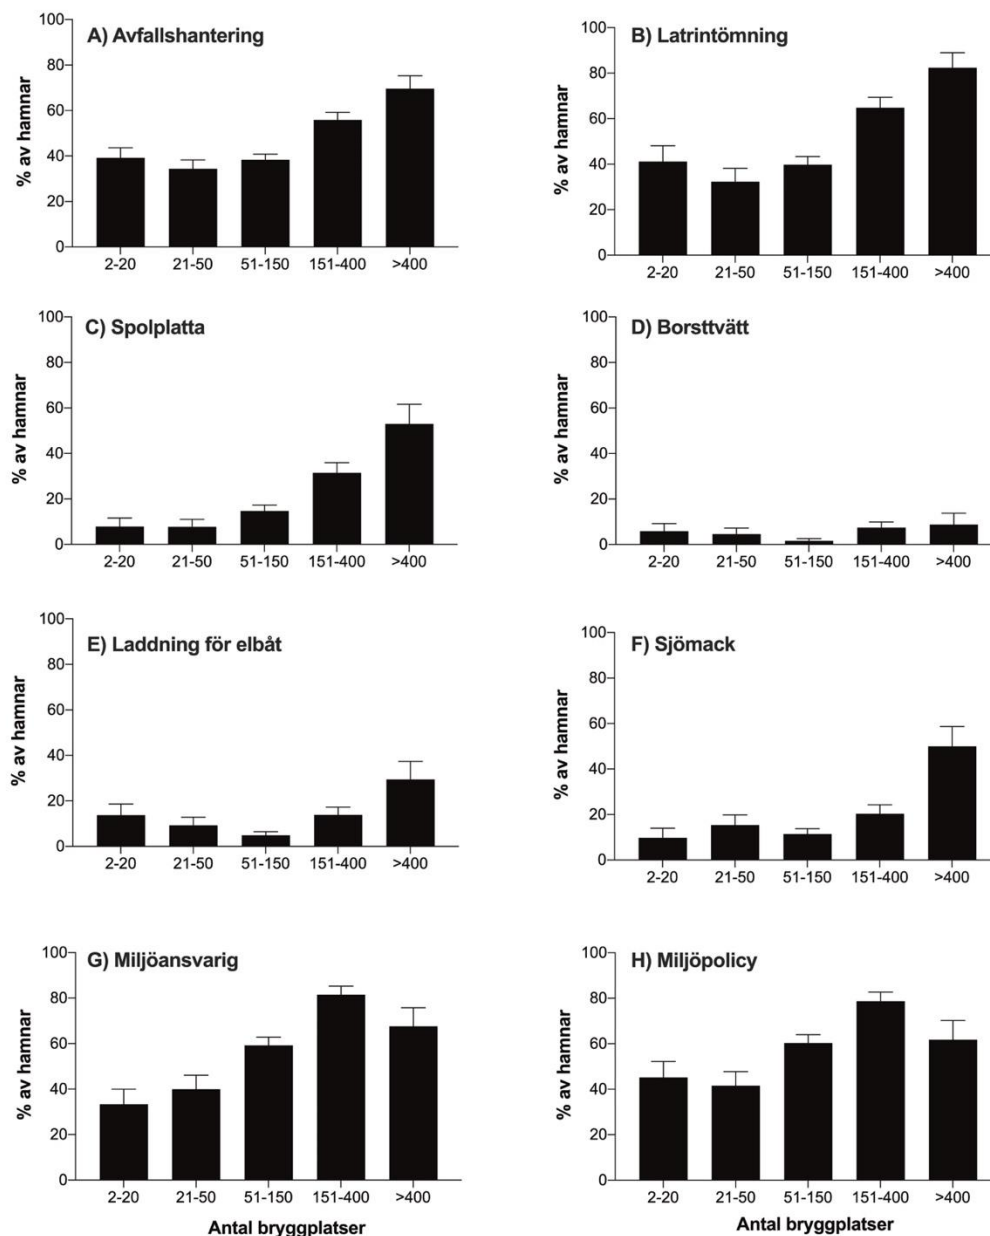 A) Avfallshantering
% av hamnar
100
80
60
40
20
0
2-20 21-50 51-150 151-400 >400
B) Latrintömning
% av hamnar
100
80
60
40
20
0
2-20 21-50 51-150 151-400 >400
C) Spolplatta
% av hamnar
100
80
60
40
20
0
2-20 21-50 51-150 151-400 >400
D) Borsttvätt
% av hamnar
100
80
60
40
20
0
2-20 21-50 51-150 151-400 >400
E) Laddning för elbåt
% av hamnar
100
80
60
40
20
0
2-20 21-50 51-150 151-400 >400
F) Sjömack
% av hamnar
100
80
60
40
20
0
2-20 21-50 51-150 151-400 >400
G) Miljöansvarig
% av hamnar
100
80
60
40
20
0
2-20 21-50 51-150 151-400 >400
Antal bryggplatser
H) Miljöpolicy
% av hamnar
100
80
60
40
20
0
2-20 21-50 51-150 151-400 >400
Antal bryggplatser